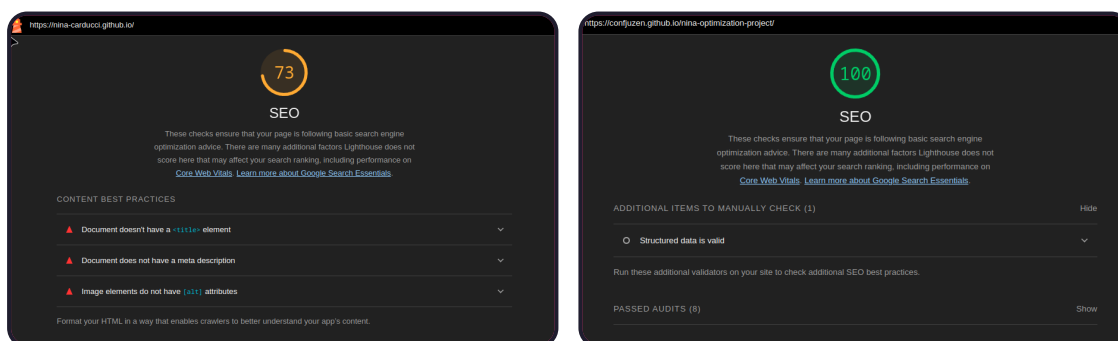 https://nina-carducci.github.io/
73
SEO
These checks ensure that your page is following basic search engine
optimization advice. There are many additional factors Lighthouse does not
score here that may affect your search ranking, including performance on
Core Web Vitals. Learn more about Google Search Essentials.
CONTENT BEST PRACTICES
Document doesn't have a <title> element
Document does not have a meta description
Image elements do not have [alt] attributes
Format your HTML in a way that enables crawlers to better understand your app's content.
https://confjuzen.github.io/nina-optimization-project/
100
SEO
These checks ensure that your page is following basic search engine
optimization advice. There are many additional factors Lighthouse does not
score here that may affect your search ranking, including performance on
Core Web Vitals. Learn more about Google Search Essentials.
ADDITIONAL ITEMS TO MANUALLY CHECK (1)
Hide
Structured data is valid
Run these additional validators on your site to check additional SEO best practices.
PASSED AUDITS (8)
Show